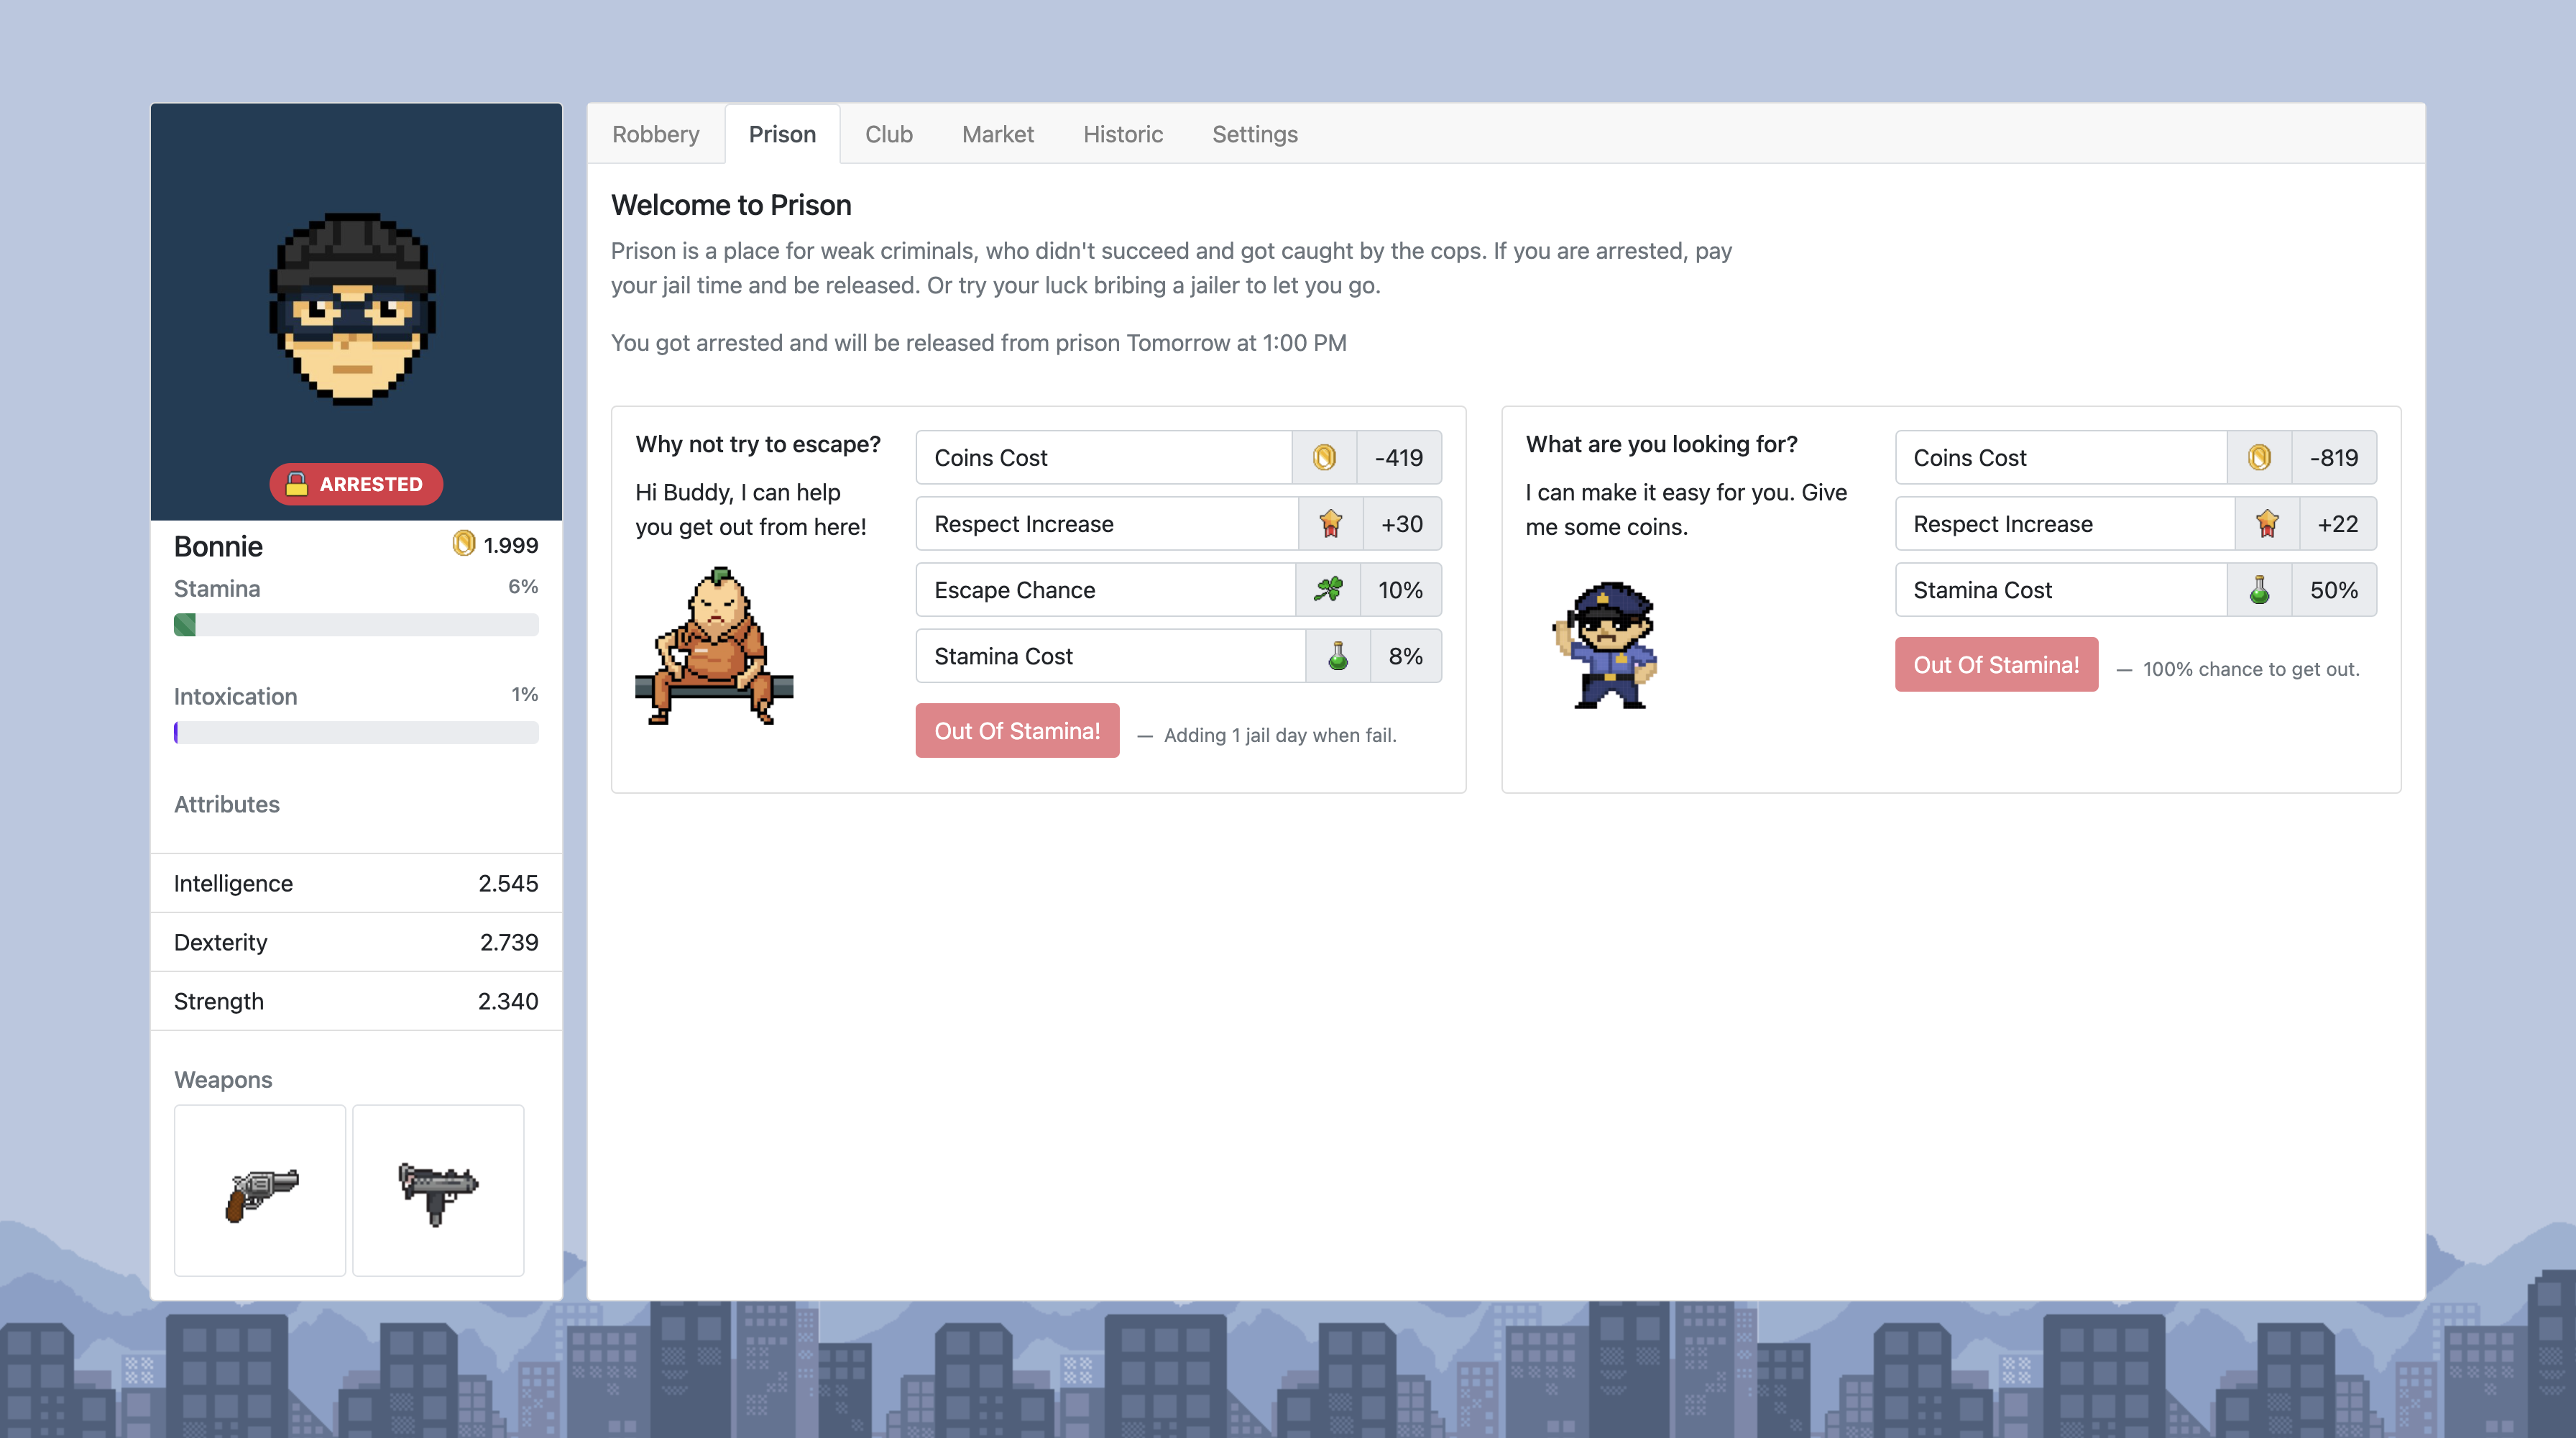 Robbery
Prison
Club
Market
Historic
Settings
ARRESTED
Bonnie
1.999
Stamina
6%
Intoxication
1%
Attributes
Intelligence
2.545
Dexterity
2.739
Strength
2.340
Weapons
Welcome to Prison
Prison is a place for weak criminals, who didn't succeed and got caught by the cops. If you are arrested, pay
your jail time and be released. Or try your luck bribing a jailer to let you go.
You got arrested and will be released from prison Tomorrow at 1:00 PM
Why not try to escape?
Hi Buddy, I can help
you get out from here!
Coins Cost
-419
Respect Increase
+30
Escape Chance
10%
Stamina Cost
8%
Out Of Stamina!
— Adding 1 jail day when fail.
What are you looking for?
I can make it easy for you. Give
me some coins.
Coins Cost
-819
Respect Increase
+22
Stamina Cost
50%
Out Of Stamina!
— 100% chance to get out.